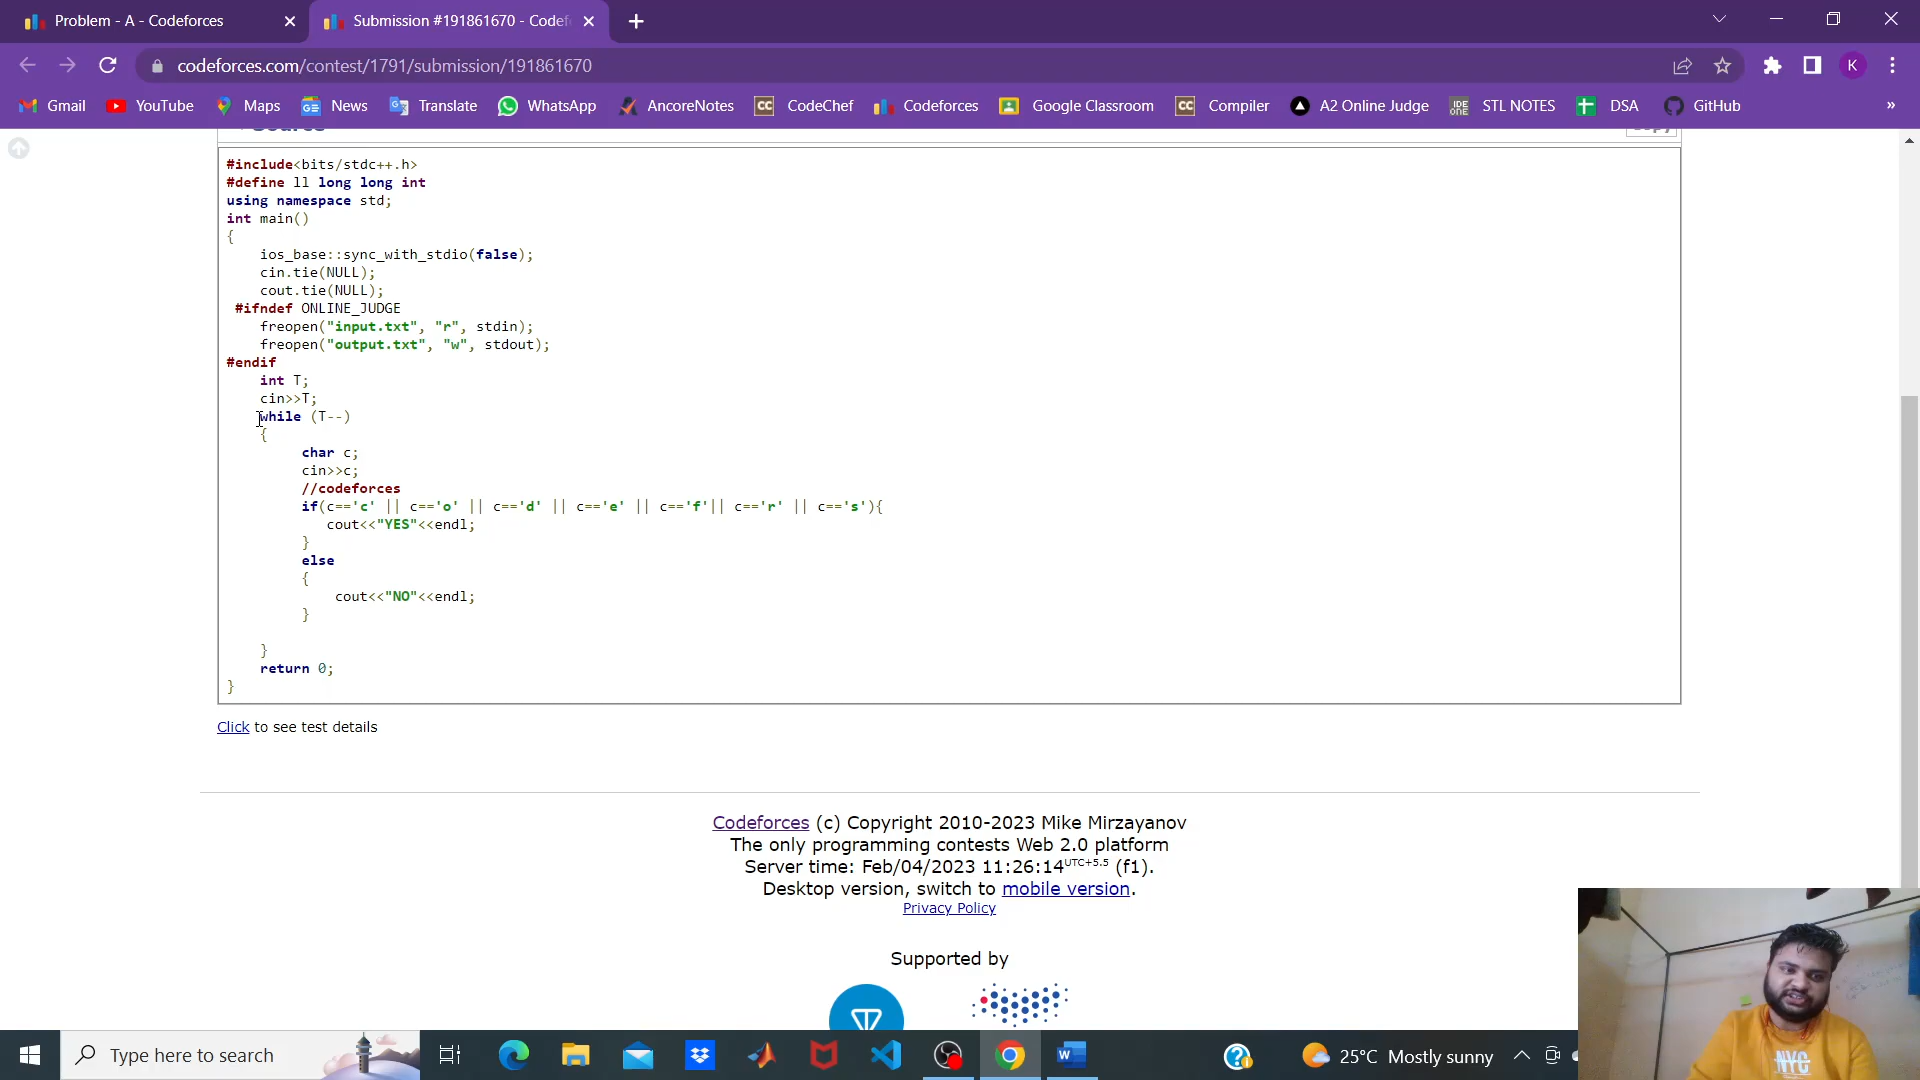 Problem - A - Codeforces
Submission #191861670 - Codef
codeforces.com/contest/1791/submission/191861670
K
Gmail YouTube Maps News Translate WhatsApp AncoreNotes CodeChef Codeforces Google Classroom Compiler A2 Online Judge STL NOTES DSA GitHub »
Source
Copy
#include<bits/stdc++.h>
#define ll long long int
using namespace std;
int main()
{
    ios_base::sync_with_stdio(false);
    cin.tie(NULL);
    cout.tie(NULL);
 #ifndef ONLINE_JUDGE
    freopen("input.txt", "r", stdin);
    freopen("output.txt", "w", stdout);
#endif
    int T;
    cin>>T;
    while (T--)
    {
         char c;
         cin>>c;
         //codeforces
         if(c=='c' || c=='o' || c=='d' || c=='e' || c=='f'|| c=='r' || c=='s'){
            cout<<"YES"<<endl;
         }
         else
         {
             cout<<"NO"<<endl;
         }
    }
    return 0;
}
Click to see test details
Codeforces (c) Copyright 2010-2023 Mike Mirzayanov
The only programming contests Web 2.0 platform
Server time: Feb/04/2023 11:26:14UTC+5.5 (f1).
Desktop version, switch to mobile version.
Privacy Policy
Supported by
NYC
Type here to search
25°C Mostly sunny